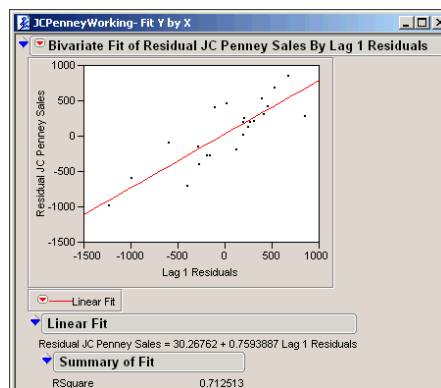 JCPenneyWorking- Fit Y by X
Bivariate Fit of Residual JC Penney Sales By Lag 1 Residuals
1000
500
0
-500
-1000
-1500
Residual JC Penney Sales
-1500 -1000 -500 0 500 1000
Lag 1 Residuals
Linear Fit
Linear Fit
Residual JC Penney Sales = 30.26762 + 0.7593887 Lag 1 Residuals
Summary of Fit
RSquare 0.712513